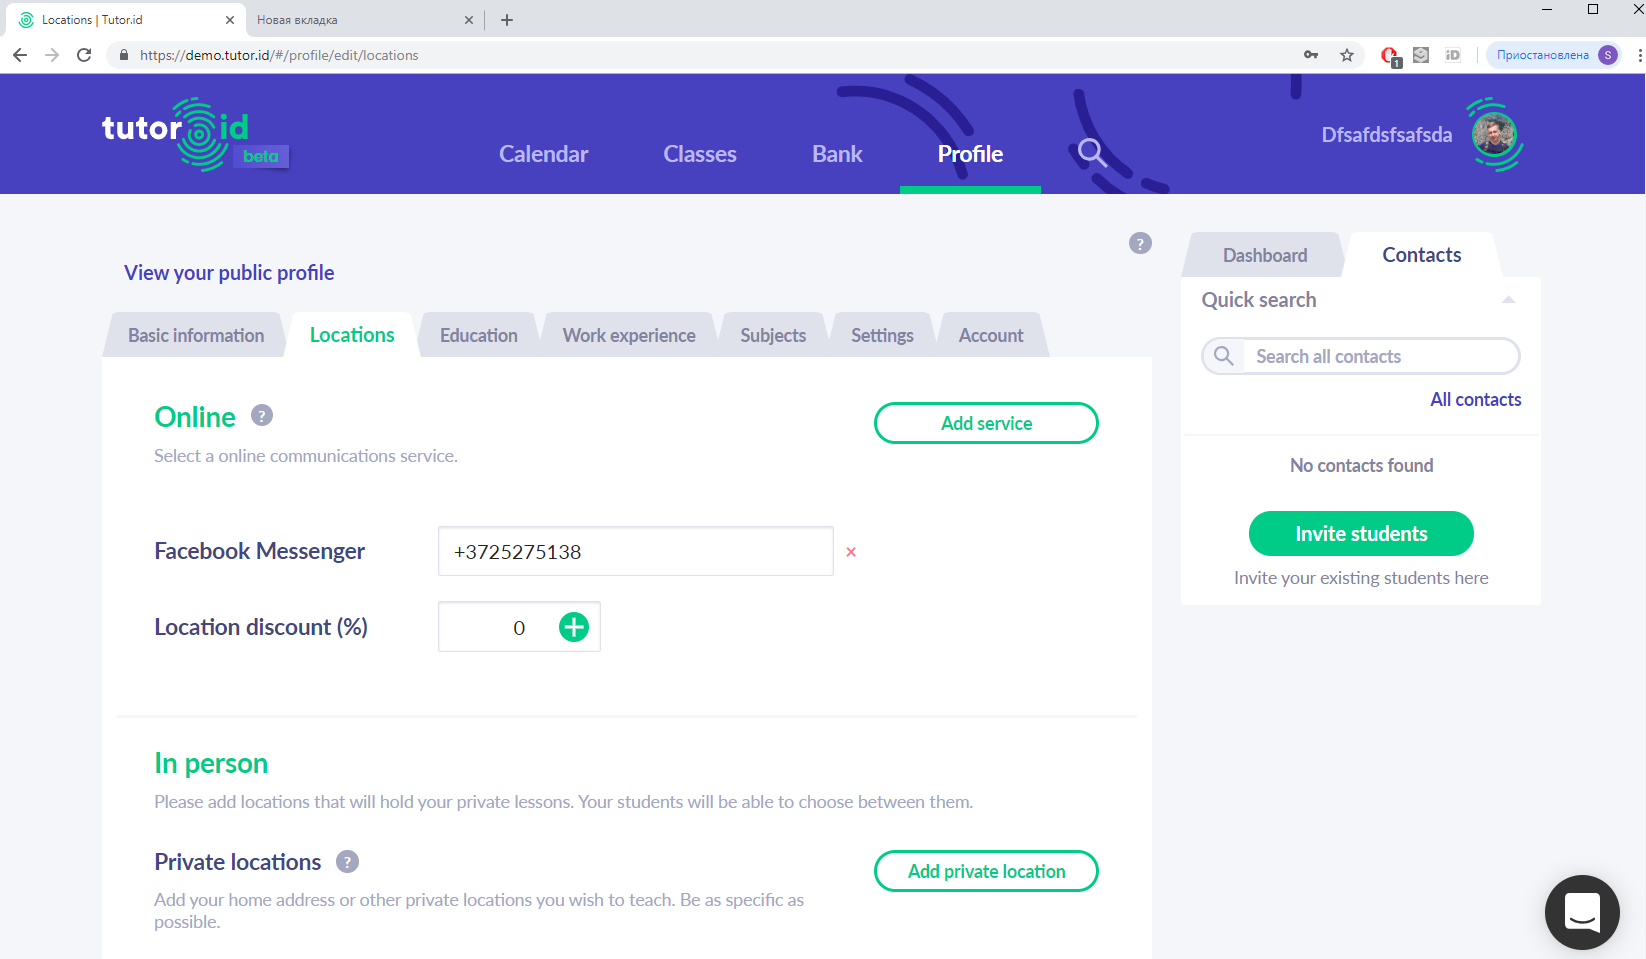 Locations | Tutor.id
Новая вкладка
https://demo.tutor.id/#/profile/edit/locations
1
iD
Приостановлена
S
tutor id
beta
Calendar
Classes
Bank
Profile
Dfsafdsfsafsda
?
View your public profile
Basic information
Locations
Education
Work experience
Subjects
Settings
Account
Online ?
Add service
Select a online communications service.
Facebook Messenger
+3725275138
Location discount (%)
0
In person
Please add locations that will hold your private lessons. Your students will be able to choose between them.
Private locations ?
Add private location
Add your home address or other private locations you wish to teach. Be as specific as
possible.
Dashboard
Contacts
Quick search
Search all contacts
All contacts
No contacts found
Invite students
Invite your existing students here